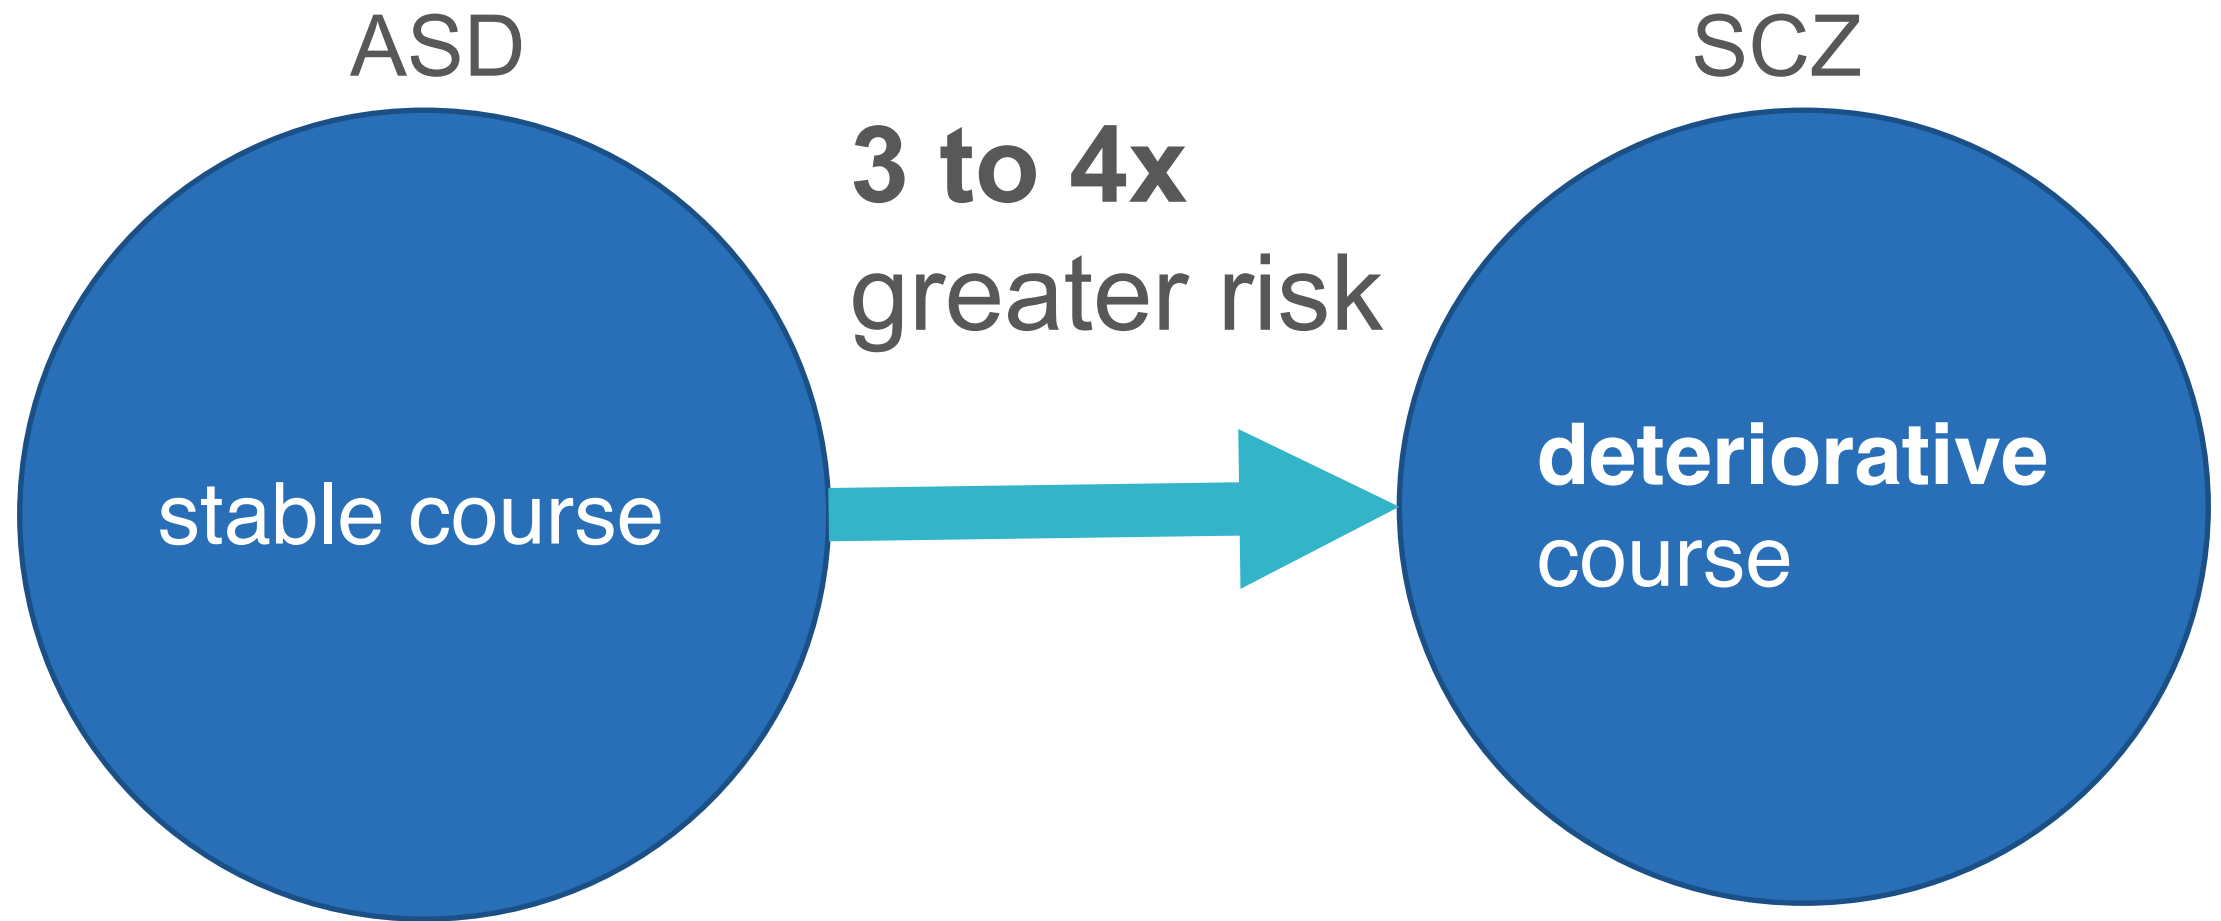 ASD
SCZ
3 to 4x
greater risk
stable course
deteriorative
course